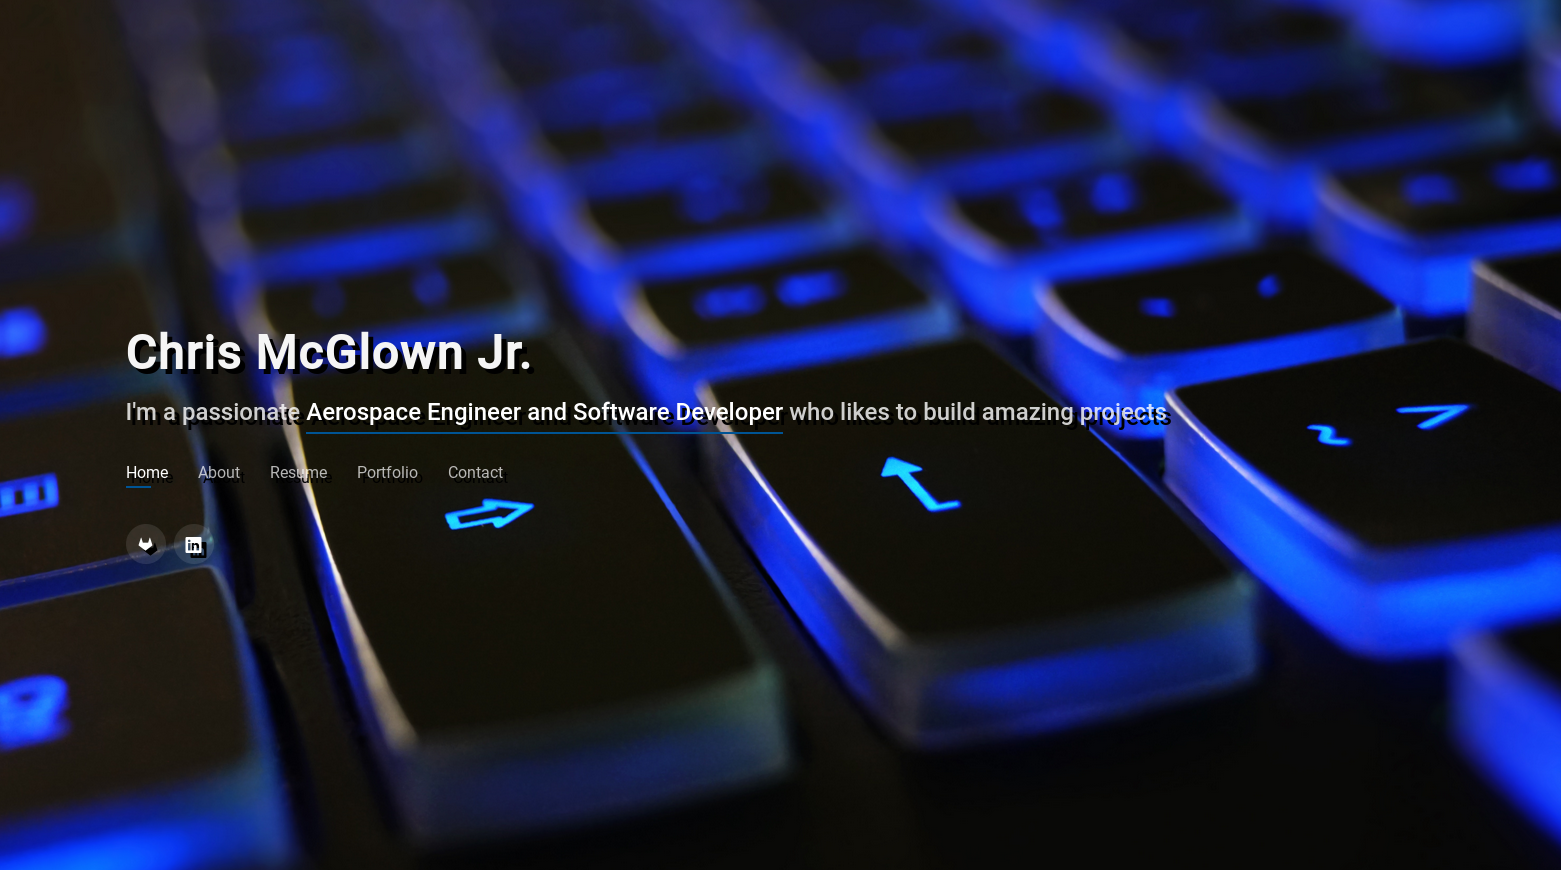 Chris McGlown Jr.
I'm a passionate Aerospace Engineer and Software Developer who likes to build amazing projects
Home About Resume Portfolio Contact
in